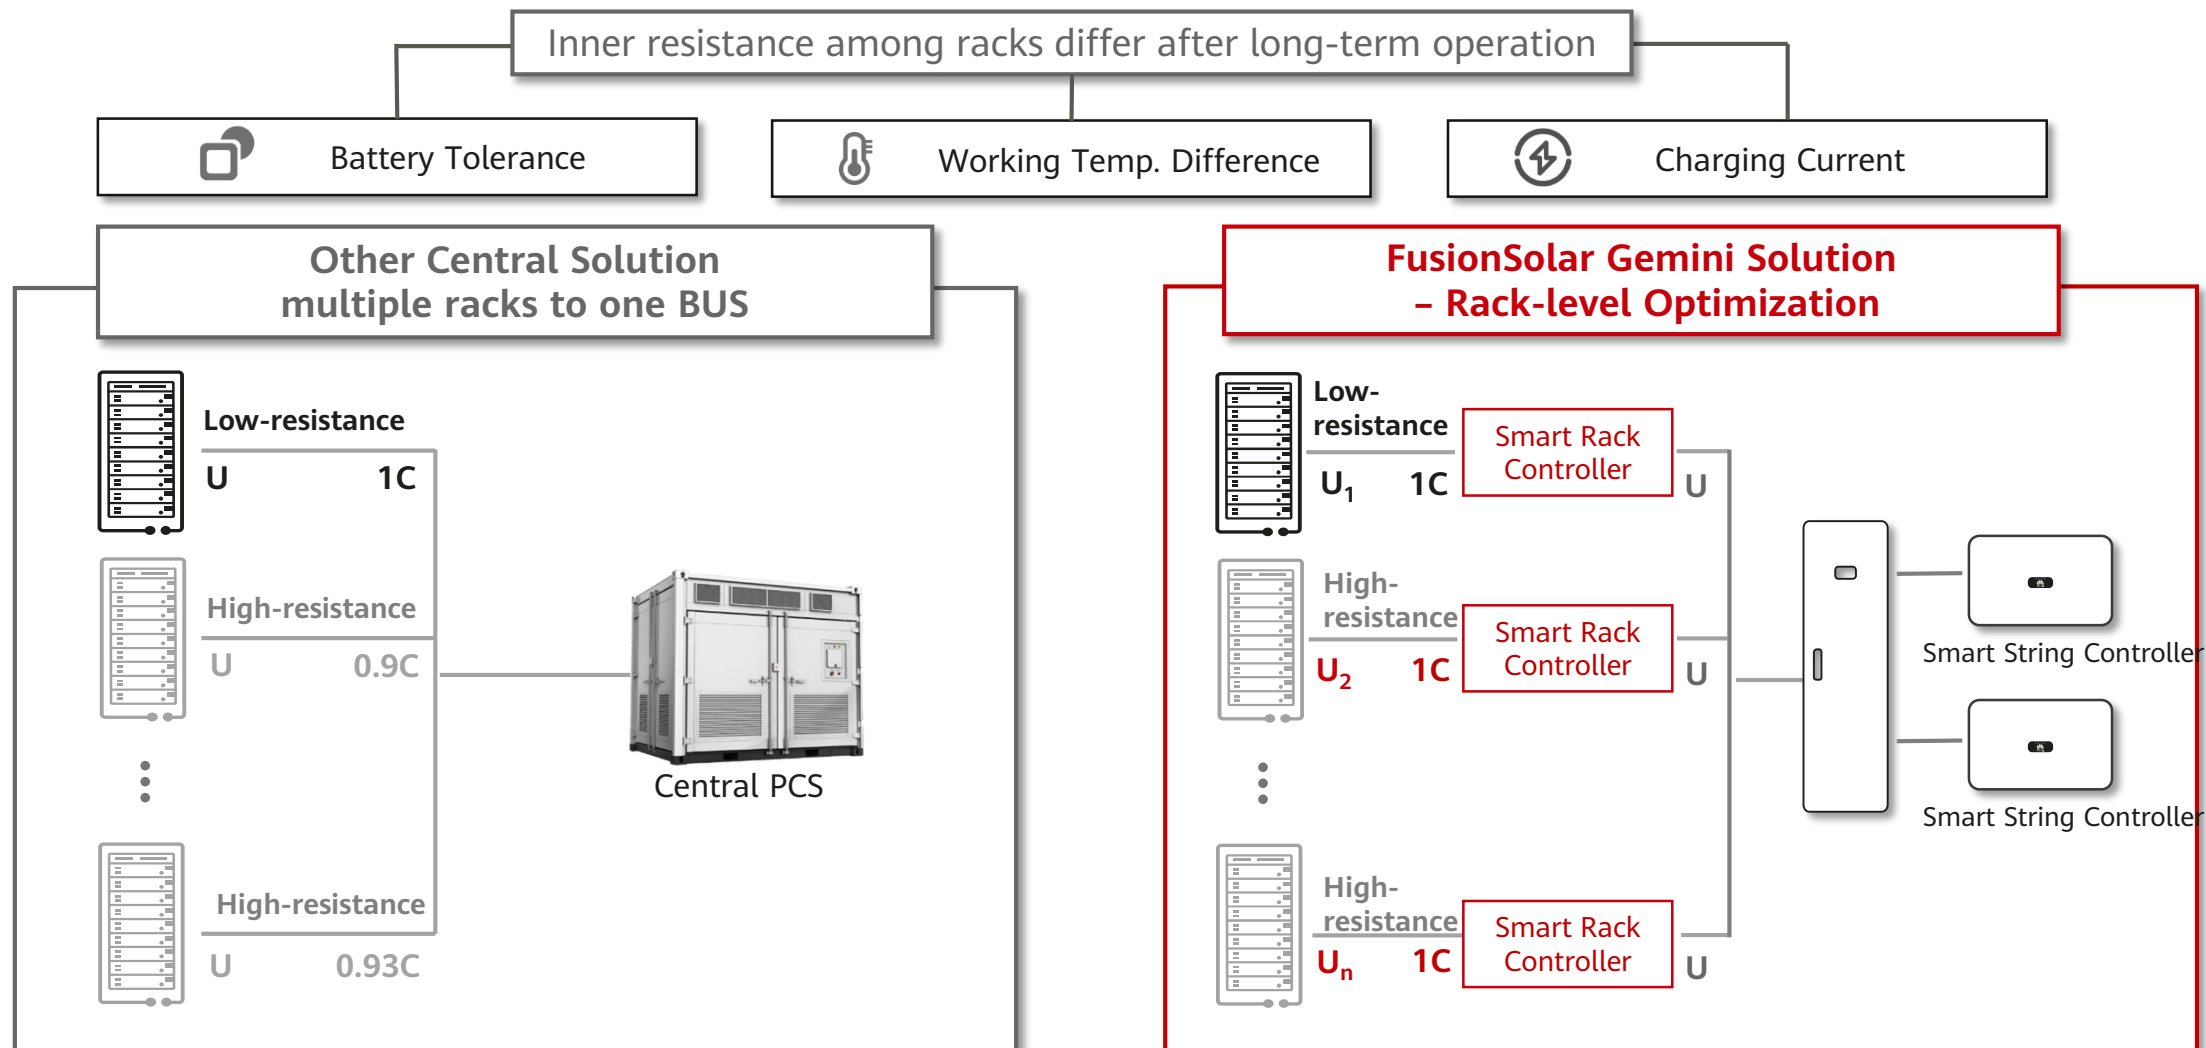 Inner resistance among racks differ after long-term operation
Battery Tolerance
Working Temp. Difference
Charging Current
Other Central Solution
multiple racks to one BUS
Low-resistance
U 1C
High-resistance
U 0.9C
High-resistance
U 0.93C
Central PCS
FusionSolar Gemini Solution
– Rack-level Optimization
Low-
resistance
U₁ 1C
Smart Rack
Controller
U
High-
resistance
U₂ 1C
Smart Rack
Controller
U
High-
resistance
Uₙ 1C
Smart Rack
Controller
U
Smart String Controller
Smart String Controller